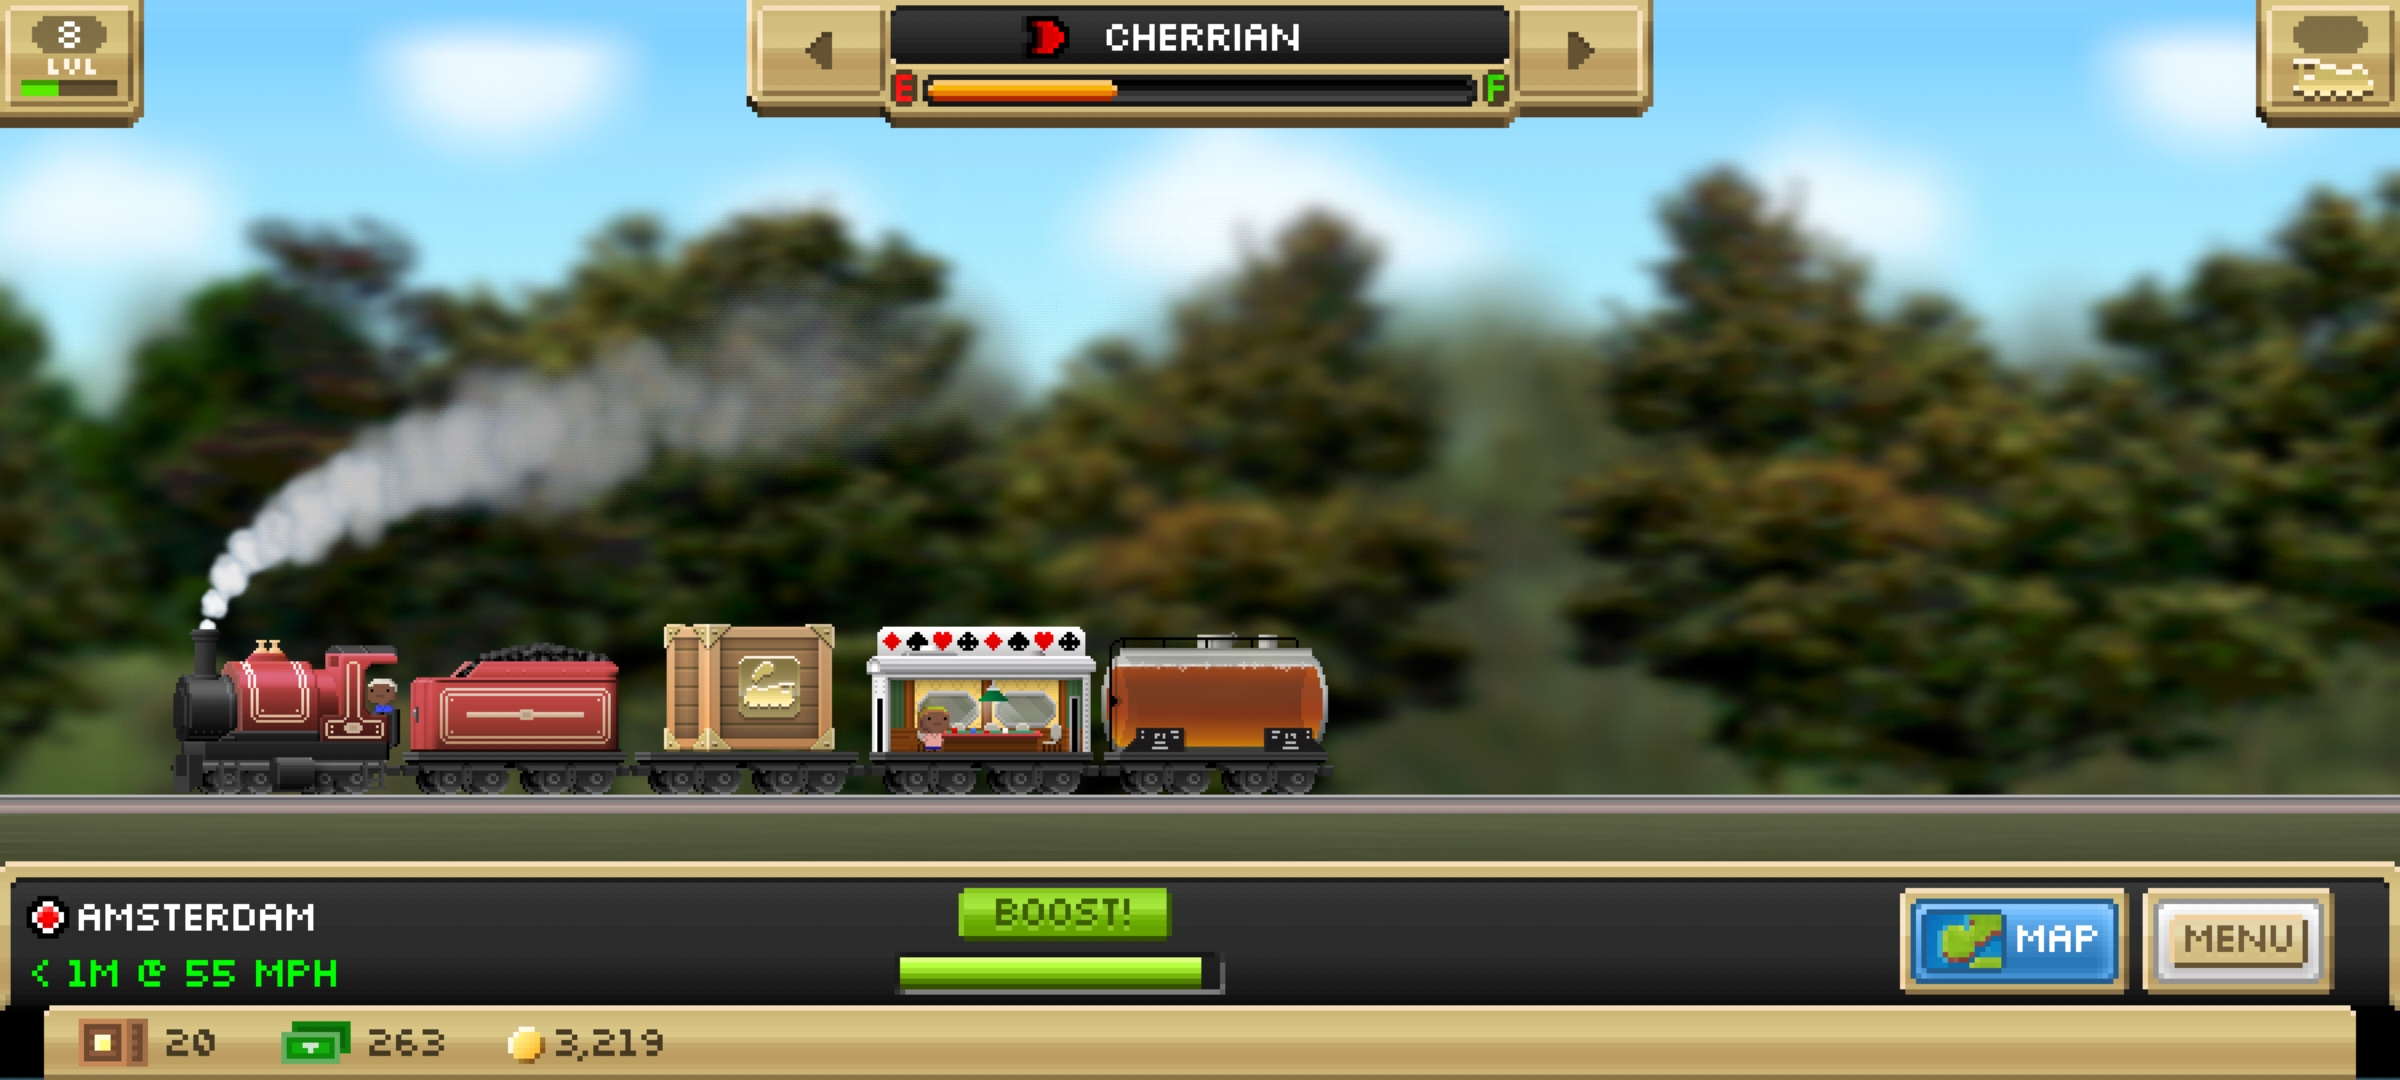 8
LVL
CHERRIAN
E F
AMSTERDAM
< 1M @ 55 MPH
BOOST!
MAP
MENU
20 263 3,219